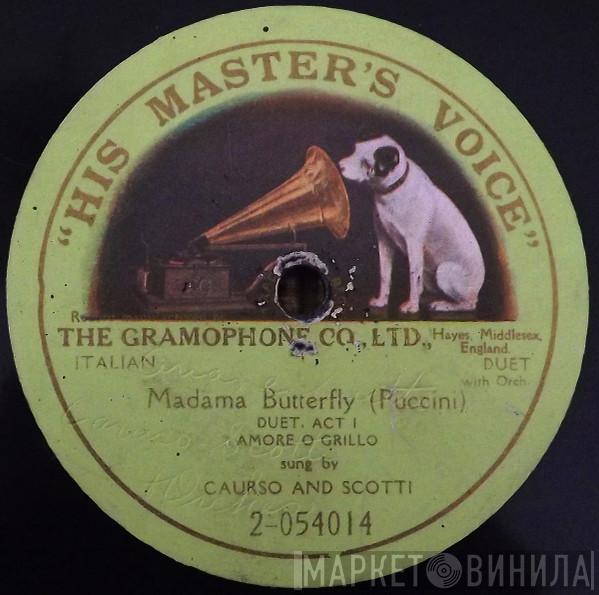 "HIS MASTER'S VOICE"
THE GRAMOPHONE CO., LTD., Hayes, Middlesex, England.
ITALIAN
DUET
with Orch.
Madama Butterfly (Puccini)
DUET, ACT I
AMORE O GRILLO
sung by
CAURSO AND SCOTTI
2-054014
МАРКЕТ ВИНИЛА